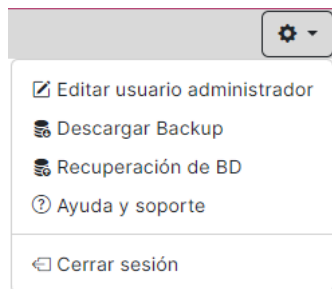 Editar usuario administrador
Descargar Backup
Recuperación de BD
Ayuda y soporte
Cerrar sesión